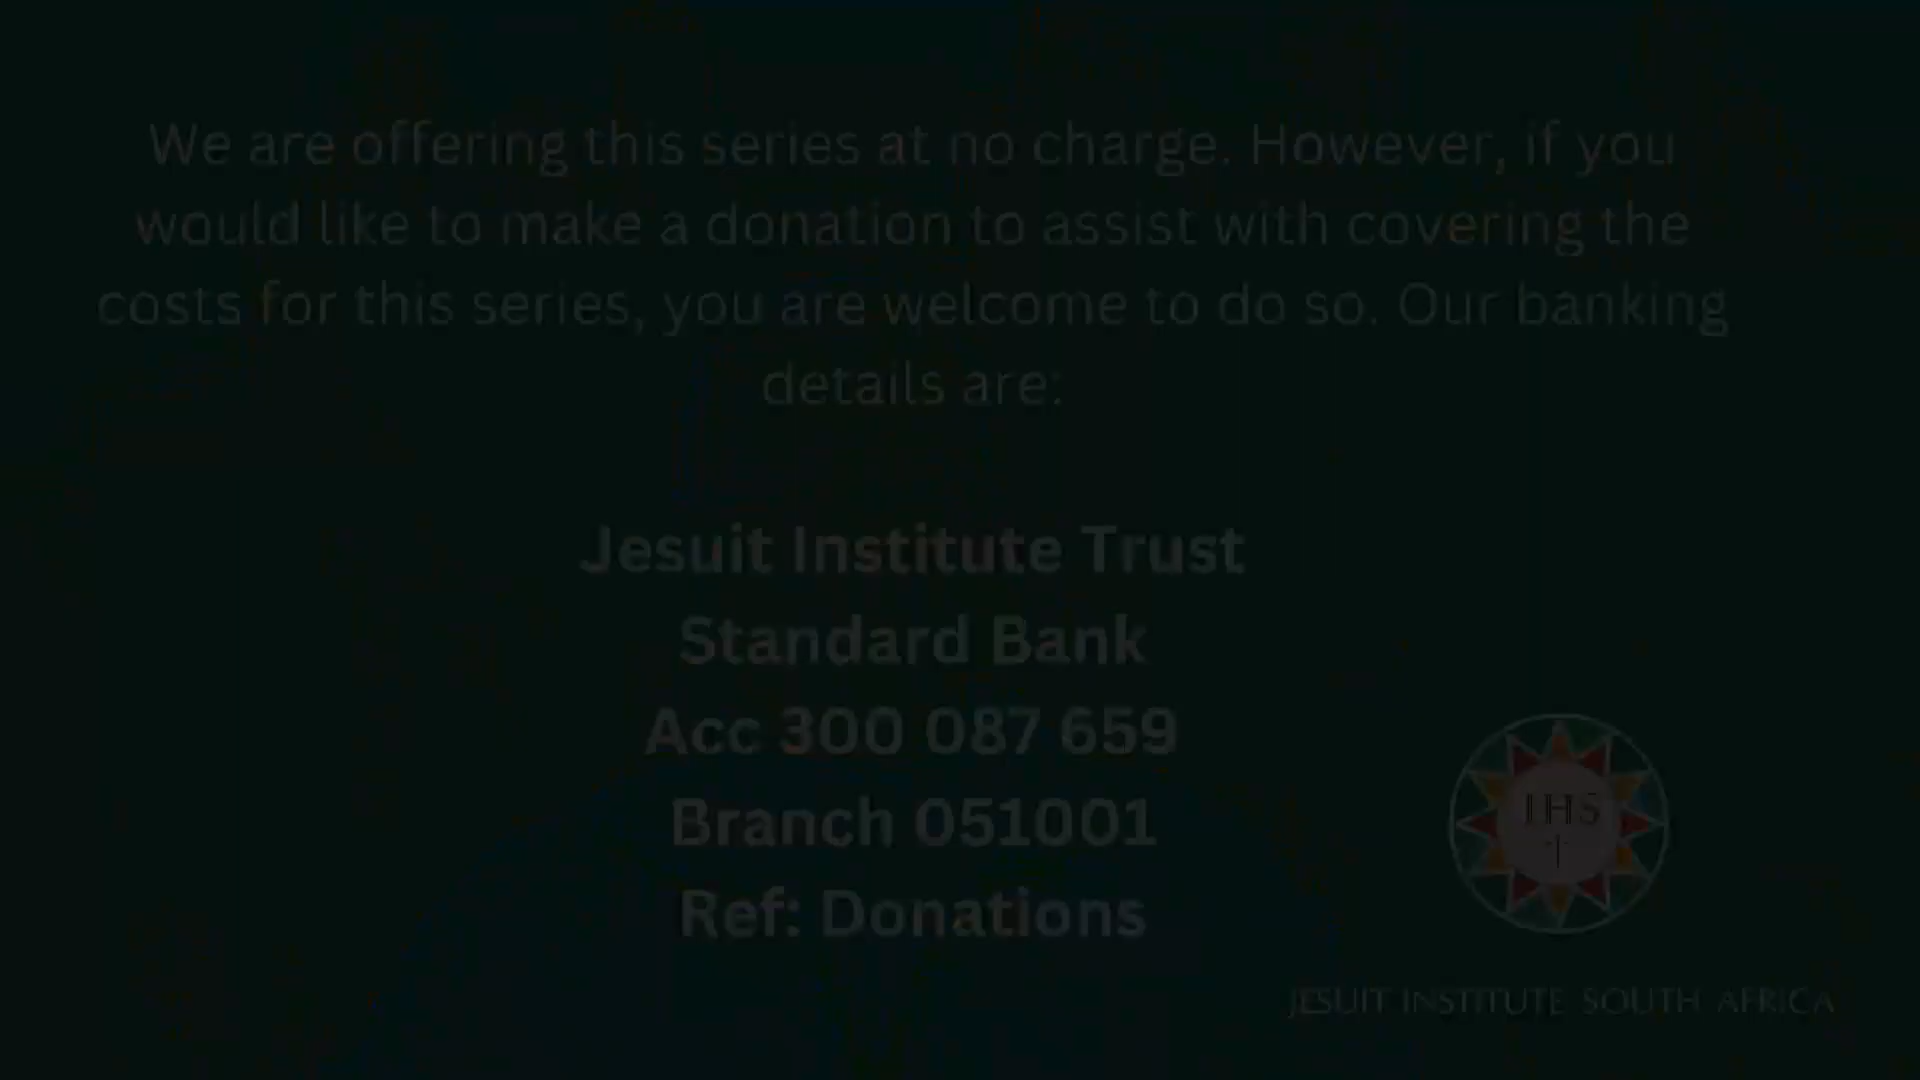 We are offering this series at no charge. However, if you
would like to make a donation to assist with covering the
costs for this series, you are welcome to do so. Our banking
details are:
Jesuit Institute Trust
Standard Bank
Acc 300 087 659
Branch 051001
Ref: Donations
IHS
JESUIT INSTITUTE SOUTH AFRICA